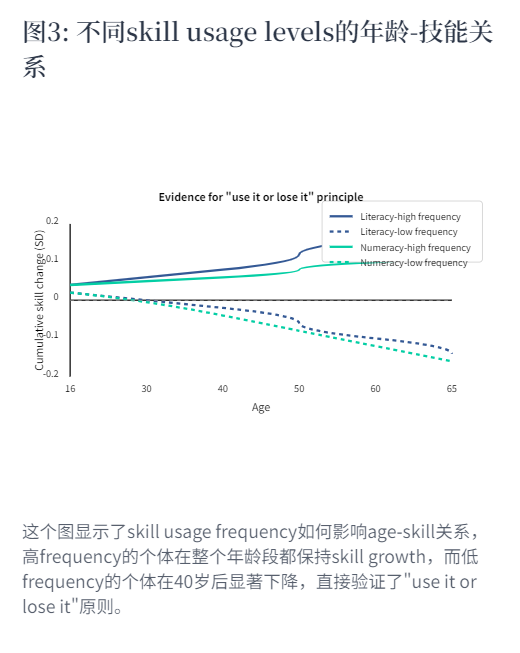 图3: 不同skill usage levels的年龄-技能关
系
Evidence for "use it or lose it" principle
Literacy-high frequency
Literacy-low frequency
Numeracy-high frequency
Numeracy-low frequency
Cumulative skill change (SD)
0.2
0.1
0
-0.1
-0.2
16 30 40 50 60 65
Age
这个图显示了skill usage frequency如何影响age-skill关系，
高frequency的个体在整个年龄段都保持skill growth，而低
frequency的个体在40岁后显著下降，直接验证了"use it or
lose it"原则。